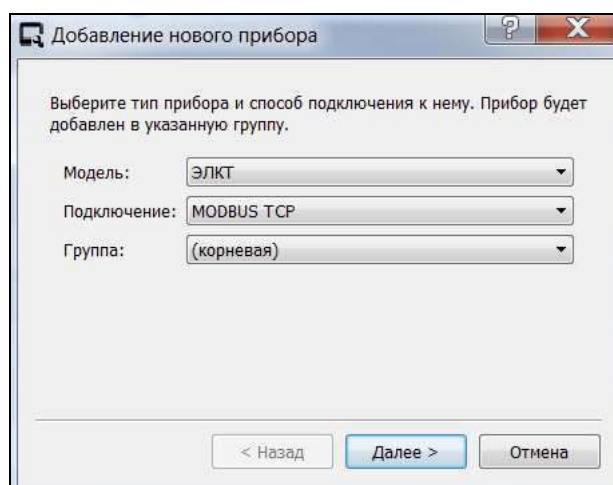 Добавление нового прибора
Выберите тип прибора и способ подключения к нему. Прибор будет
добавлен в указанную группу.
Модель: ЭЛКТ
Подключение: MODBUS TCP
Группа: (корневая)
< Назад Далее > Отмена